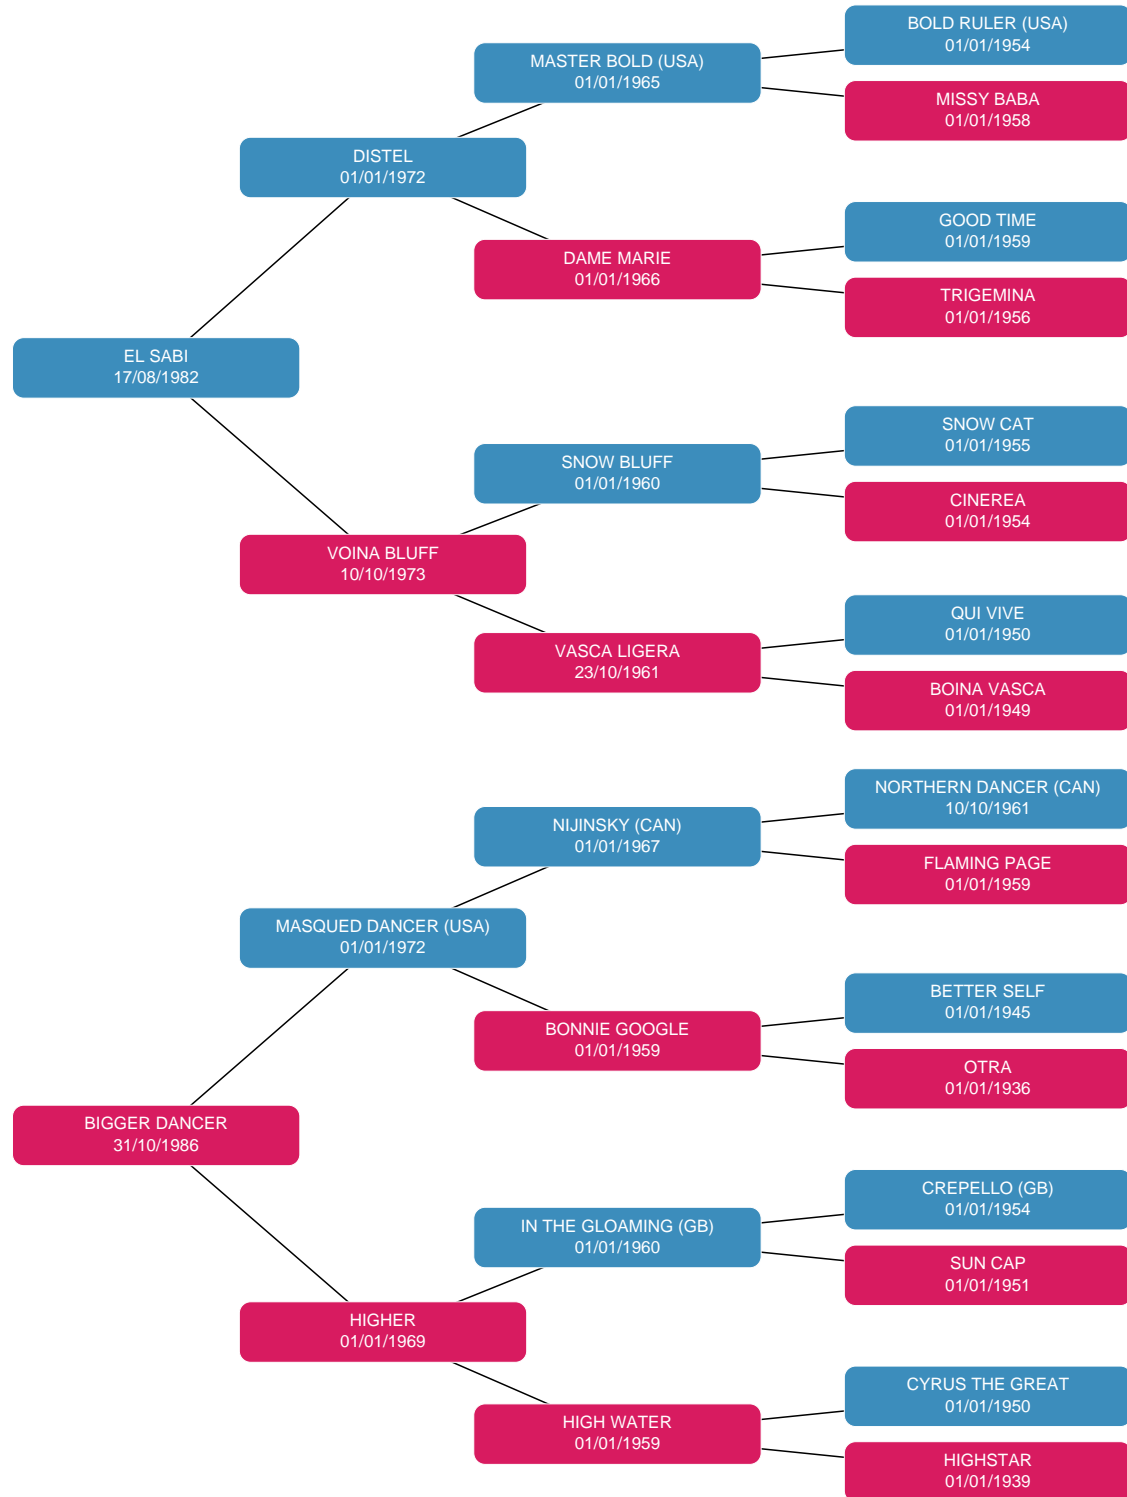 BOLD RULER (USA)
01/01/1954
MASTER BOLD (USA)
01/01/1965
MISSY BABA
01/01/1958
DISTEL
01/01/1972
GOOD TIME
01/01/1959
DAME MARIE
01/01/1966
TRIGEMINA
01/01/1956
EL SABI
17/08/1982
SNOW CAT
01/01/1955
SNOW BLUFF
01/01/1960
CINEREA
01/01/1954
VOINA BLUFF
10/10/1973
QUI VIVE
01/01/1950
VASCA LIGERA
23/10/1961
BOINA VASCA
01/01/1949
NORTHERN DANCER (CAN)
10/10/1961
NIJINSKY (CAN)
01/01/1967
FLAMING PAGE
01/01/1959
MASQUED DANCER (USA)
01/01/1972
BETTER SELF
01/01/1945
BONNIE GOOGLE
01/01/1959
OTRA
01/01/1936
BIGGER DANCER
31/10/1986
CREPELLO (GB)
01/01/1954
IN THE GLOAMING (GB)
01/01/1960
SUN CAP
01/01/1951
HIGHER
01/01/1969
CYRUS THE GREAT
01/01/1950
HIGH WATER
01/01/1959
HIGHSTAR
01/01/1939